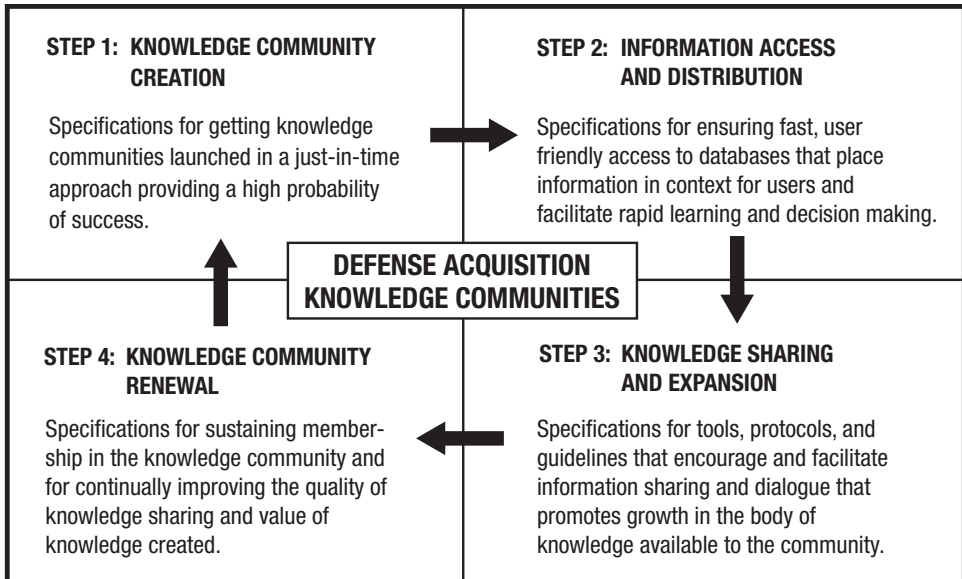 STEP 1: KNOWLEDGE COMMUNITY
CREATION
Specifications for getting knowledge
communities launched in a just-in-time
approach providing a high probability
of success.
STEP 2: INFORMATION ACCESS
AND DISTRIBUTION
Specifications for ensuring fast, user
friendly access to databases that place
information in context for users and
facilitate rapid learning and decision making.
DEFENSE ACQUISITION
KNOWLEDGE COMMUNITIES
STEP 3: KNOWLEDGE SHARING
AND EXPANSION
Specifications for tools, protocols, and
guidelines that encourage and facilitate
information sharing and dialogue that
promotes growth in the body of
knowledge available to the community.
STEP 4: KNOWLEDGE COMMUNITY
RENEWAL
Specifications for sustaining member-
ship in the knowledge community and
for continually improving the quality of
knowledge sharing and value of
knowledge created.